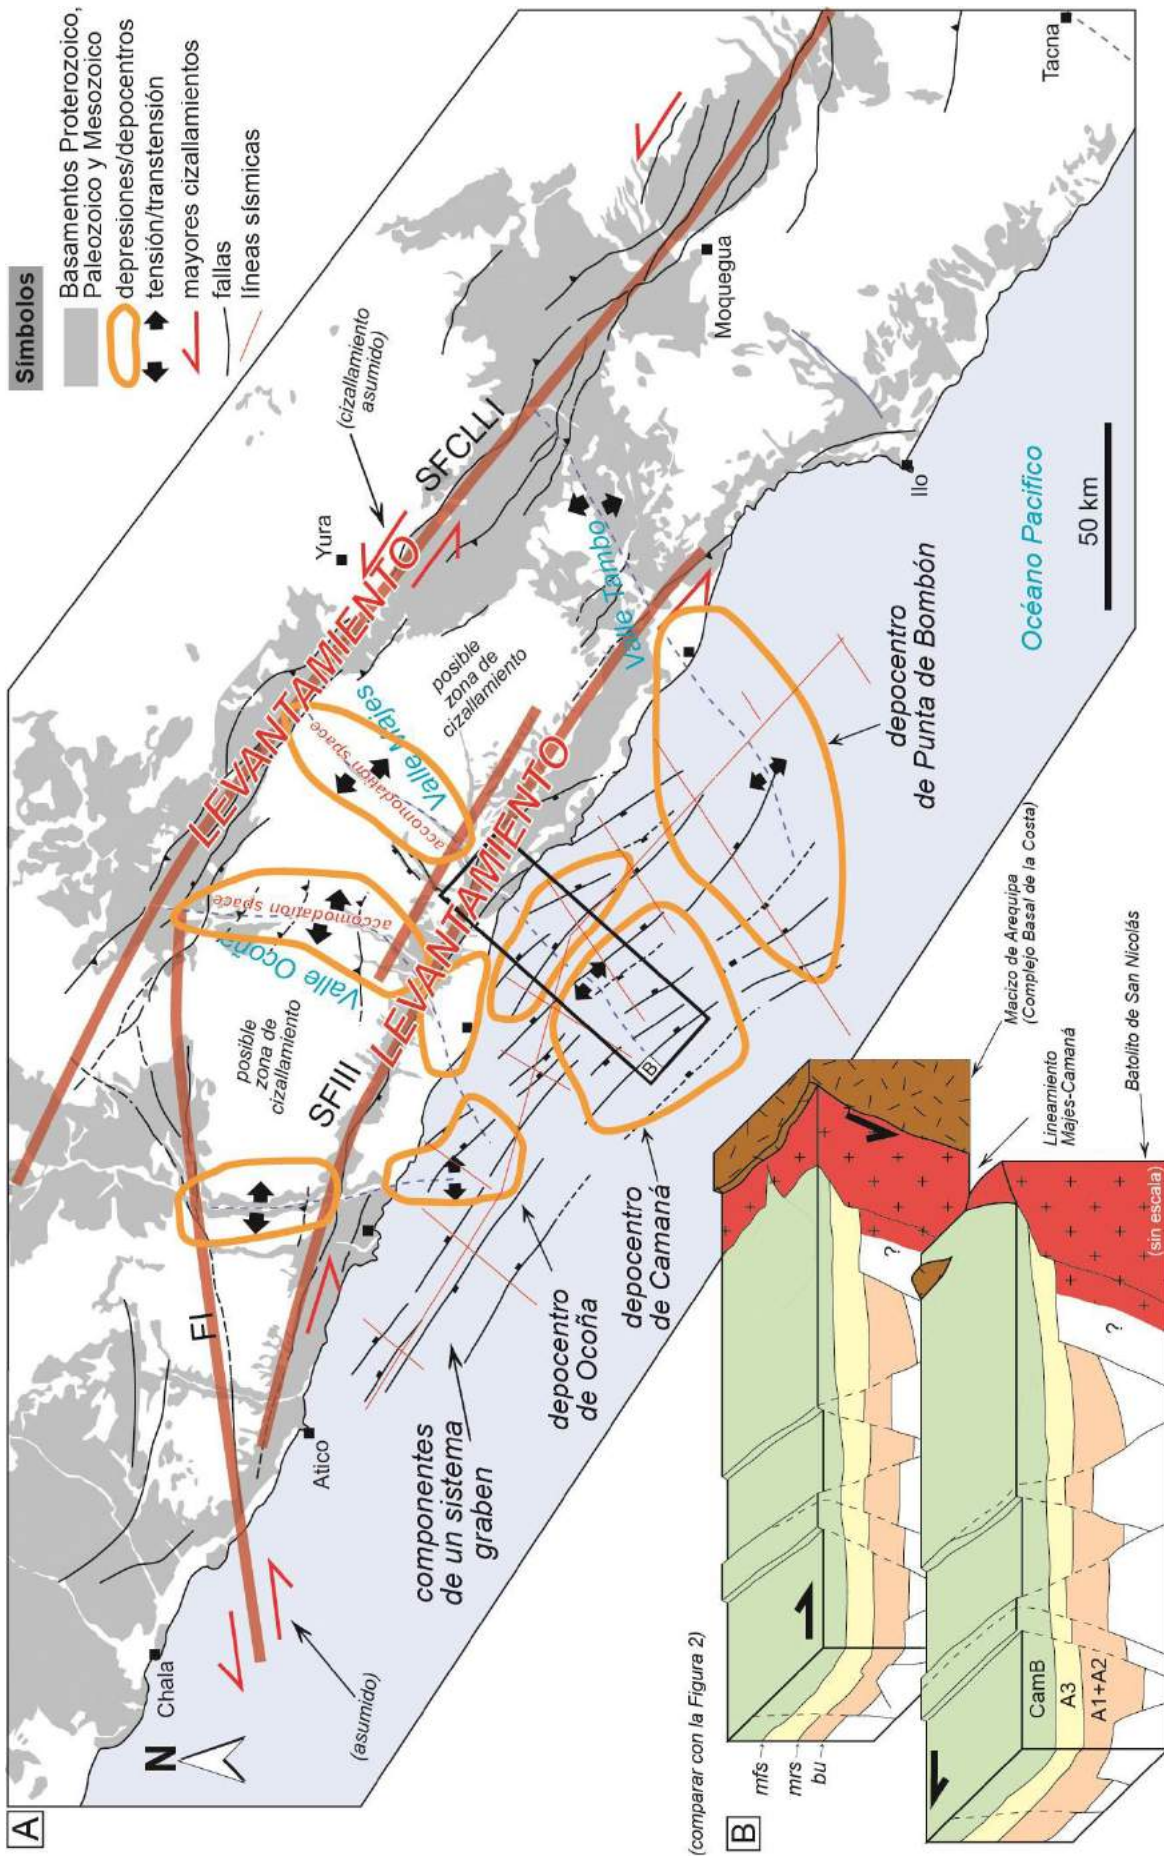 A
N
Símbolos
Basamentos Proterozoico,
Paleozoico y Mesozoico
depresiones/depocentros
tensión/transtensión
mayores cizallamientos
fallas
líneas sísmicas
Chala
(asumido)
Atico
FI
SFIII
posible
zona de
cizallamiento
Valle Ocoña
accomodation space
LEVANTAMIENTO
Valle Majes
accomodation space
posible
zona de
cizallamiento
Yura
(cizallamiento
asumido)
SFCLLI
LEVANTAMIENTO
Valle Tambo
Moquegua
Tacna
Ilo
Océano Pacifico
50 km
componentes
de un sistema
graben
depocentro
de Ocoña
depocentro
de Camaná
depocentro
de Punta de Bombón
B
(comparar con la Figura 2)
B
mfs
mrs
bu
CamB
A3
A1+A2
?
?
Macizo de Arequipa
(Complejo Basal de la Costa)
Lineamiento
Majes-Camaná
Batolito de San Nicolás
(sin escala)